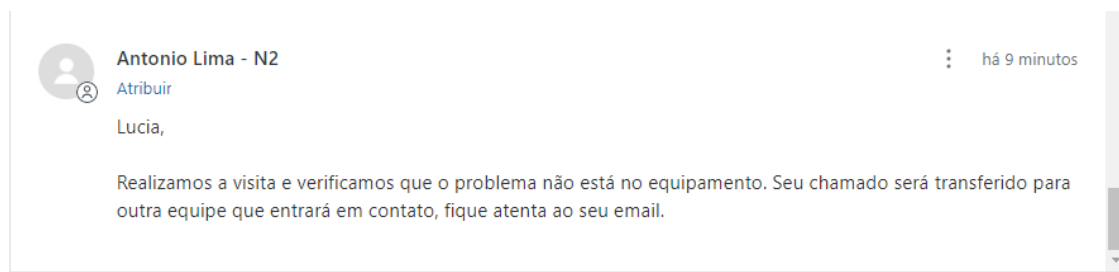 Antonio Lima - N2
há 9 minutos
Atribuir
Lucia,
Realizamos a visita e verificamos que o problema não está no equipamento. Seu chamado será transferido para
outra equipe que entrará em contato, fique atenta ao seu email.